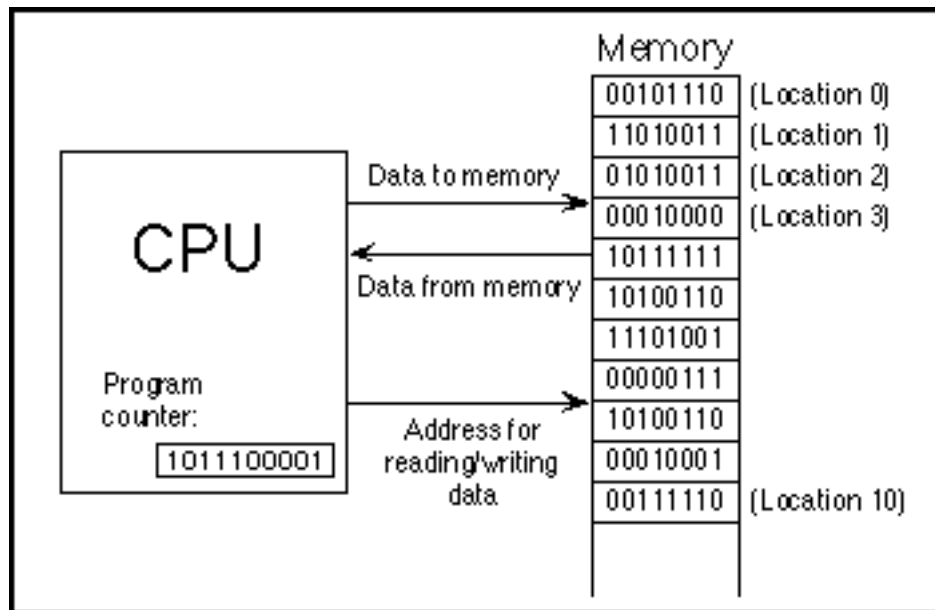 Memory
00101110 (Location 0)
11010011 (Location 1)
01010011 (Location 2)
00010000 (Location 3)
10111111
10100110
11101001
00000111
10100110
00010001
00111110 (Location 10)
Data to memory
CPU
Data from memory
Program
counter:
1011100001
Address for
reading/writing
data